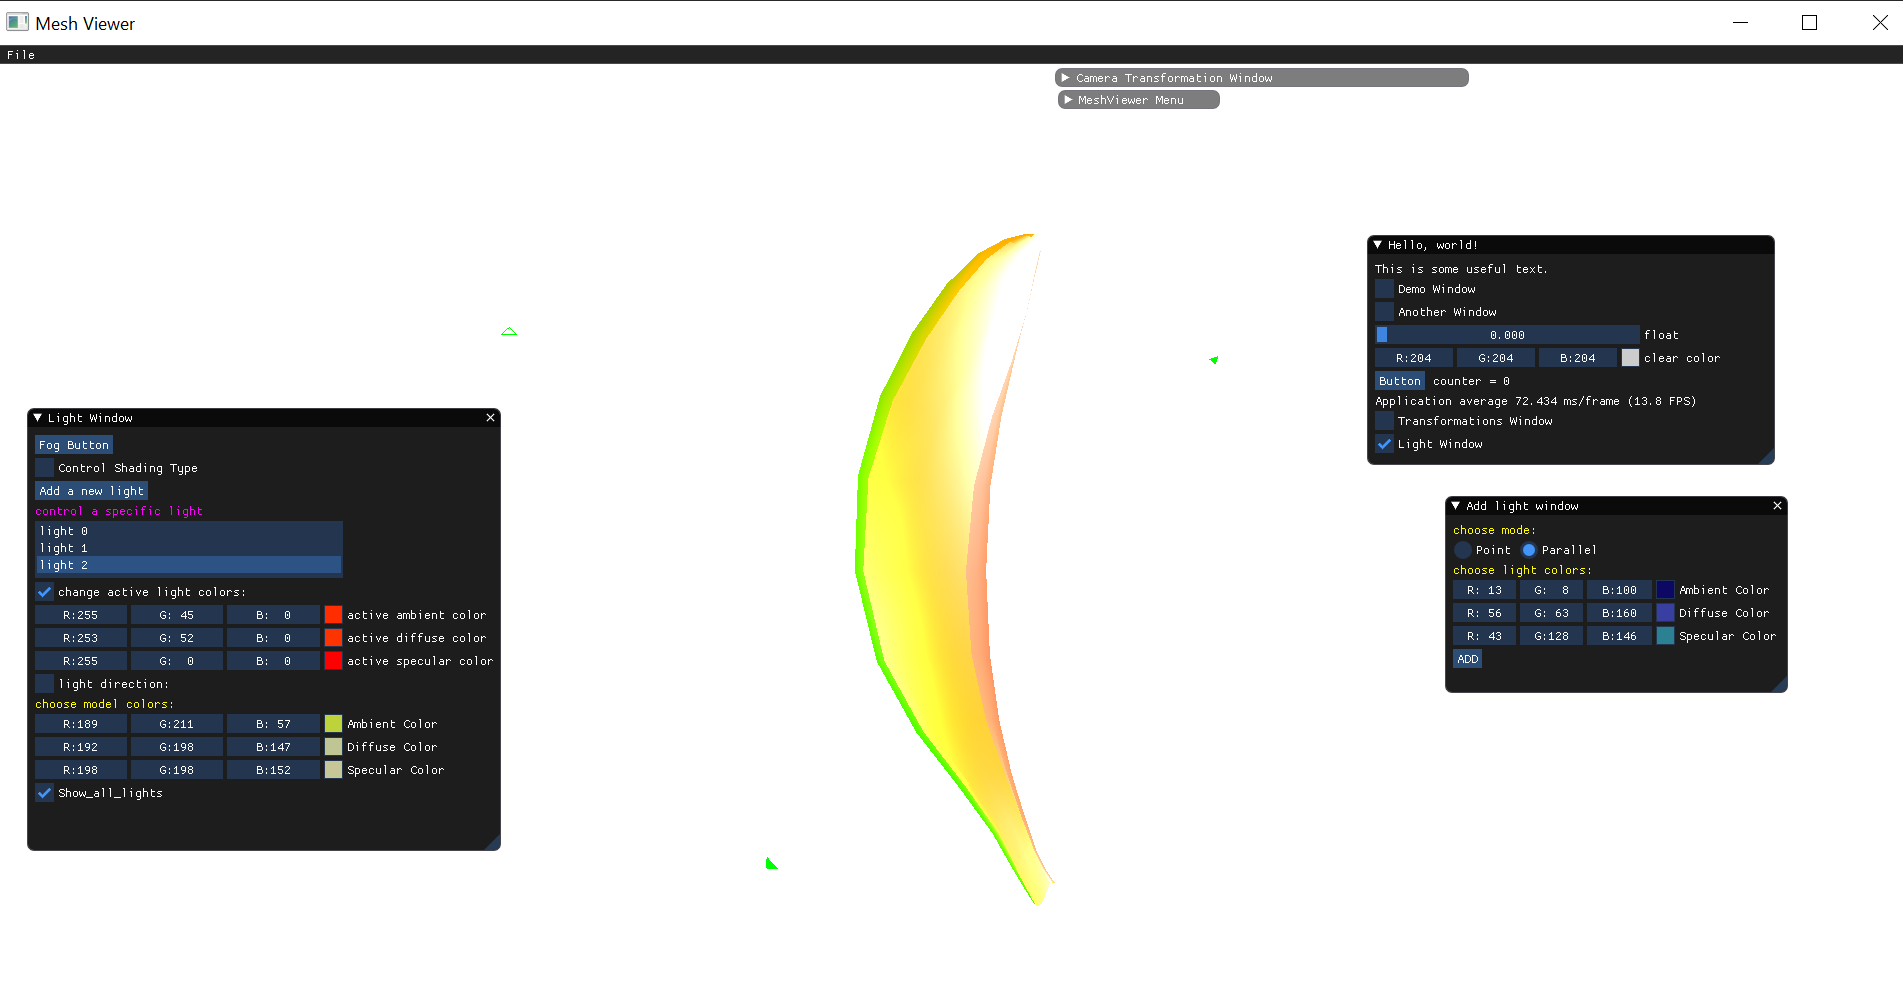 Mesh Viewer
File
Camera Transformation Window
MeshViewer Menu
Hello, world!
This is some useful text.
Demo Window
Another Window
0.000 float
R:204 G:204 B:204 clear color
Button counter = 0
Application average 72.434 ms/frame (13.8 FPS)
Transformations Window
Light Window
Light Window
Fog Button
Control Shading Type
Add a new light
control a specific light
light 0
light 1
light 2
change active light colors:
R:255 G: 45 B: 0 active ambient color
R:253 G: 52 B: 0 active diffuse color
R:255 G: 0 B: 0 active specular color
light direction:
choose model colors:
R:189 G:211 B: 57 Ambient Color
R:192 G:198 B:147 Diffuse Color
R:198 G:198 B:152 Specular Color
Show_all_lights
Add light window
choose mode:
Point Parallel
choose light colors:
R: 13 G: 8 B:100 Ambient Color
R: 56 G: 63 B:160 Diffuse Color
R: 43 G:128 B:146 Specular Color
ADD